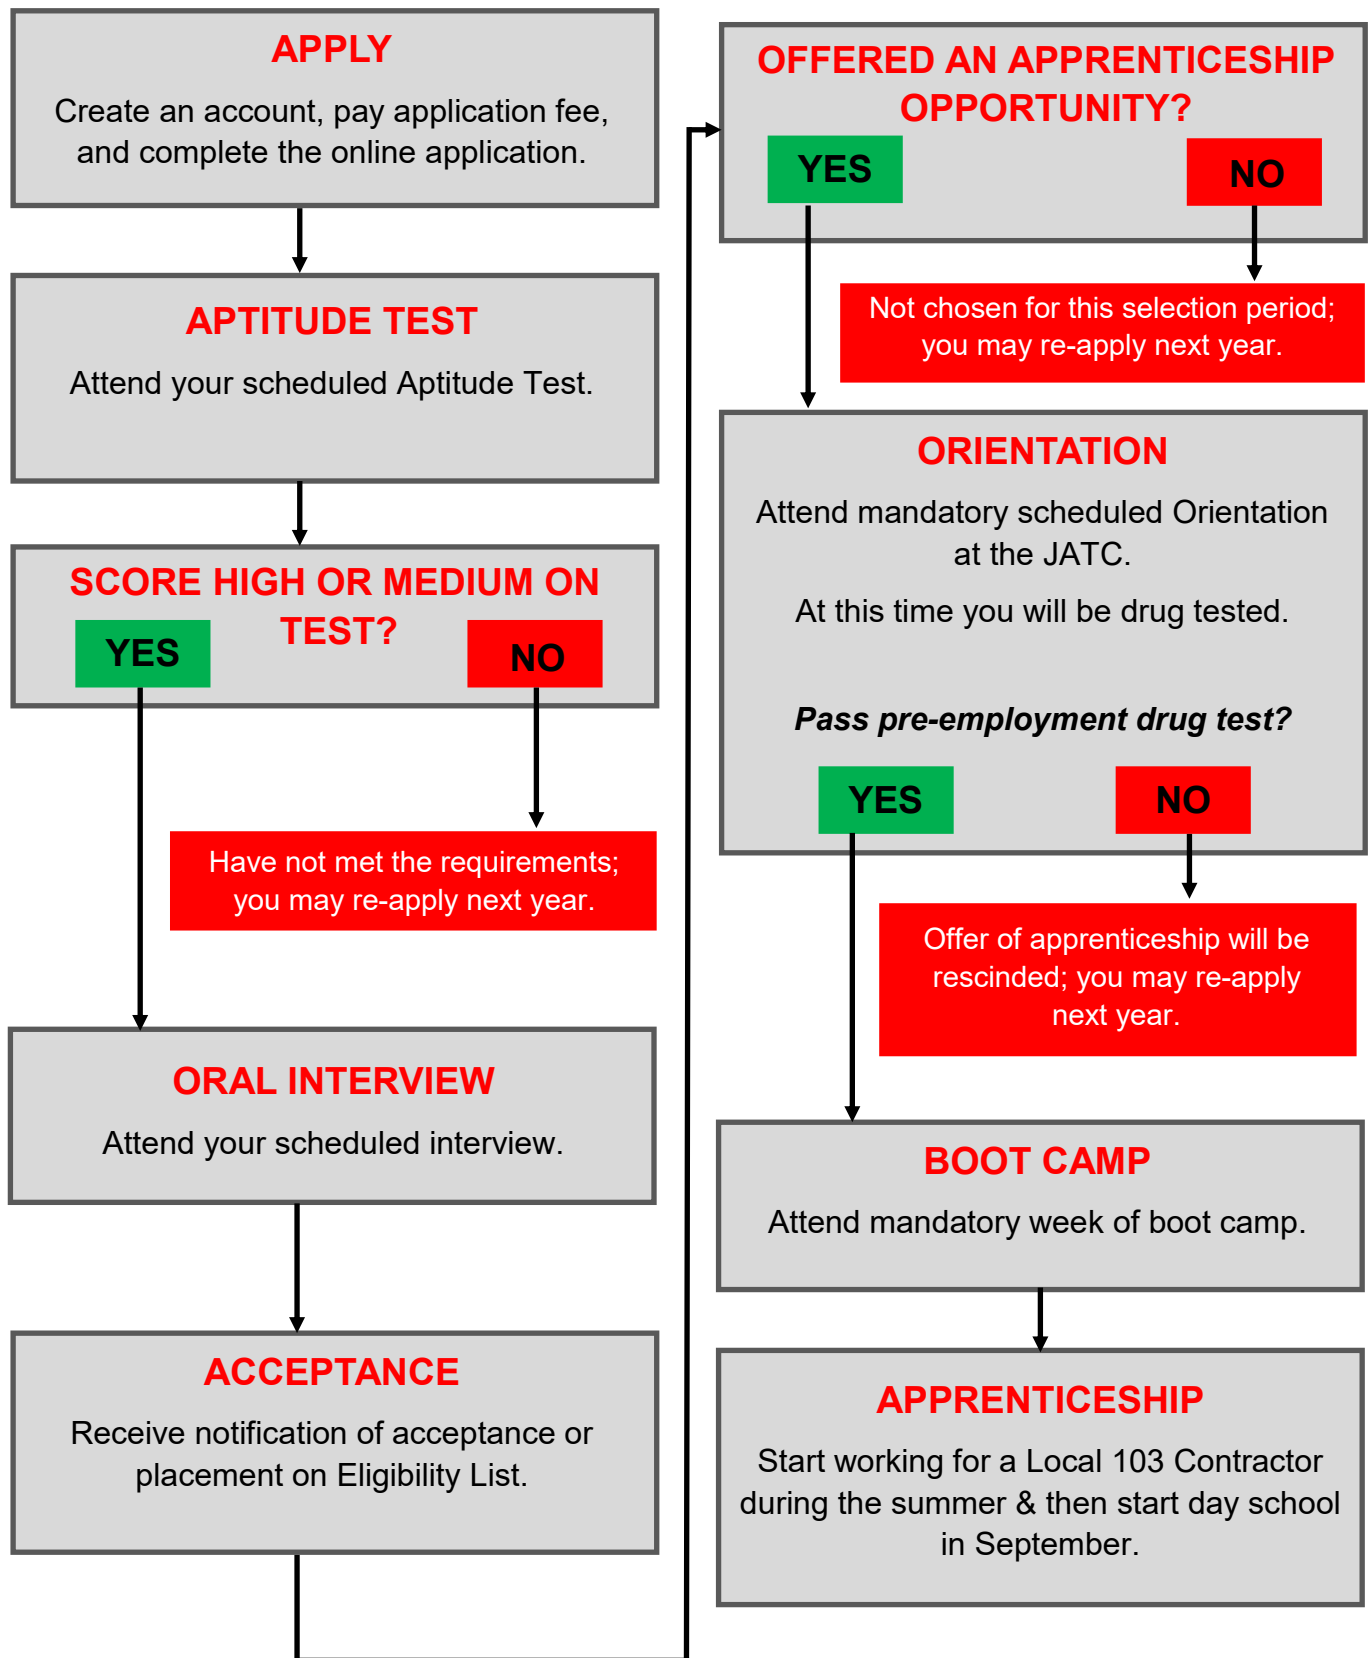 APPLY
Create an account, pay application fee,
and complete the online application.
APTITUDE TEST
Attend your scheduled Aptitude Test.
SCORE HIGH OR MEDIUM ON
TEST?
YES
NO
Have not met the requirements;
you may re-apply next year.
ORAL INTERVIEW
Attend your scheduled interview.
ACCEPTANCE
Receive notification of acceptance or
placement on Eligibility List.
OFFERED AN APPRENTICESHIP
OPPORTUNITY?
YES
NO
Not chosen for this selection period;
you may re-apply next year.
ORIENTATION
Attend mandatory scheduled Orientation
at the JATC.
At this time you will be drug tested.
Pass pre-employment drug test?
YES
NO
Offer of apprenticeship will be
rescinded; you may re-apply
next year.
BOOT CAMP
Attend mandatory week of boot camp.
APPRENTICESHIP
Start working for a Local 103 Contractor
during the summer & then start day school
in September.